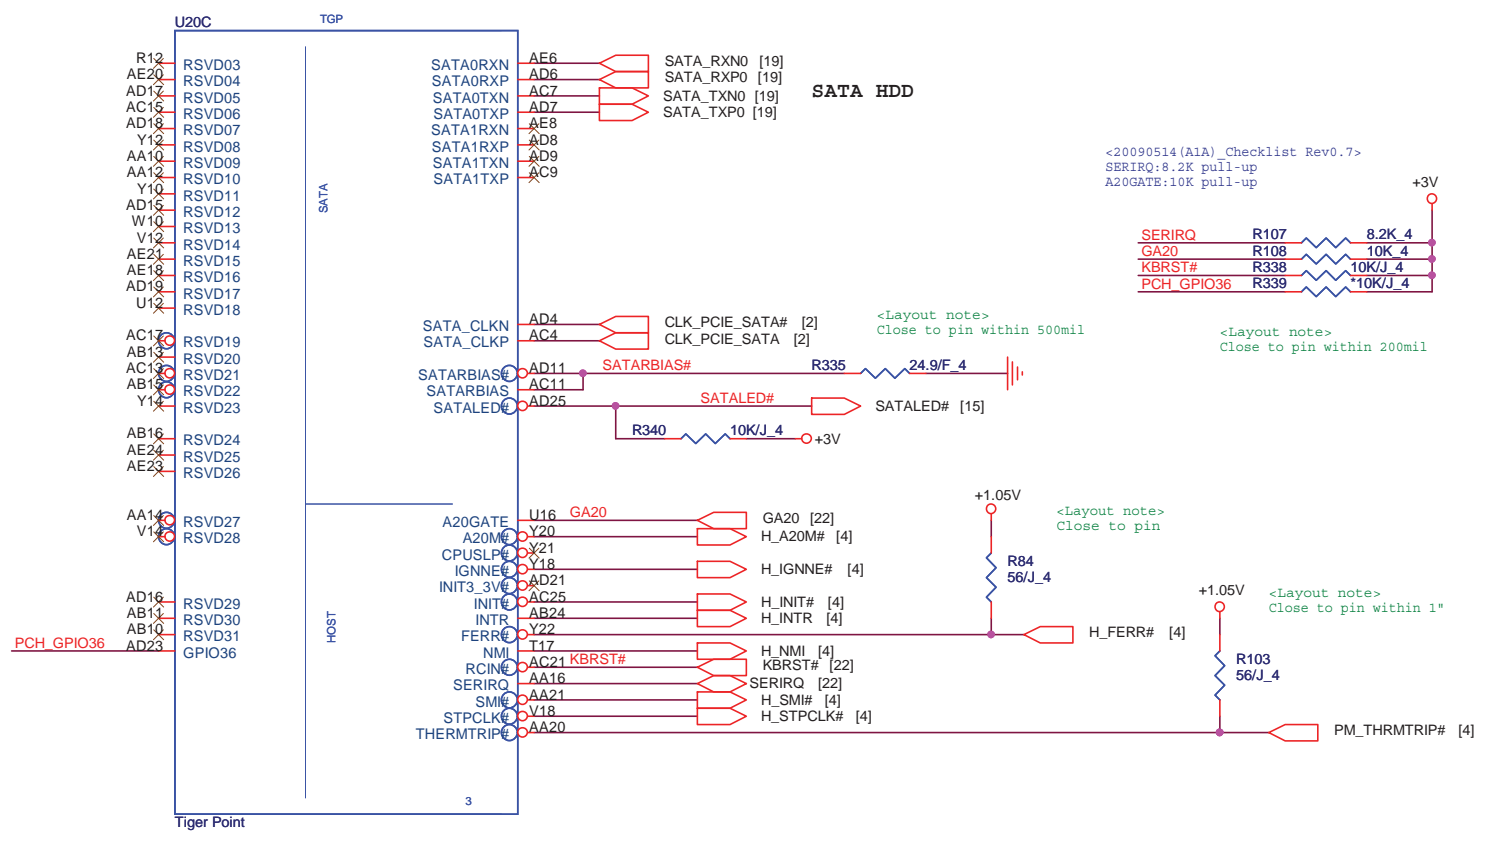 U20C
TGP
R12 RSVD03
AE20 RSVD04
AD17 RSVD05
AC15 RSVD06
AD18 RSVD07
Y12 RSVD08
AA10 RSVD09
AA12 RSVD10
Y10 RSVD11
AD15 RSVD12
W10 RSVD13
V12 RSVD14
AE21 RSVD15
AE18 RSVD16
AD19 RSVD17
U12 RSVD18
AC17 RSVD19
AB13 RSVD20
AC13 RSVD21
AB15 RSVD22
Y14 RSVD23
AB16 RSVD24
AE24 RSVD25
AE23 RSVD26
AA14 RSVD27
V14 RSVD28
AD16 RSVD29
AB11 RSVD30
AB10 RSVD31
PCH_GPIO36 AD23 GPIO36
SATA
HOST
SATA0RXN AE6 SATA_RXN0 [19]
SATA0RXP AD6 SATA_RXP0 [19]
SATA0TXN AC7 SATA_TXN0 [19]
SATA0TXP AD7 SATA_TXP0 [19]
SATA1RXN AE8
SATA1RXP AD8
SATA1TXN AD9
SATA1TXP AC9
SATA HDD
SATA_CLKN AD4 CLK_PCIE_SATA# [2]
SATA_CLKP AC4 CLK_PCIE_SATA [2]
<Layout note>
Close to pin within 500mil
SATARBIAS# AD11 SATARBIAS# R335 24.9/F_4
SATARBIAS AC11
SATALED# AD25 SATALED# SATALED# [15]
R340 10K/J_4 +3V
A20GATE U16 GA20 GA20 [22]
A20M# Y20 H_A20M# [4]
CPUSLP# Y21
IGNNE# Y18 H_IGNNE# [4]
INIT3_3V# AD21
INIT# AC25 H_INIT# [4]
INTR AB24 H_INTR [4]
FERR# Y22 H_FERR# [4]
NMI T17 H_NMI [4]
RCIN# AC21 KBRST# KBRST# [22]
SERIRQ AA16 SERIRQ [22]
SMI# AA21 H_SMI# [4]
STPCLK# V18 H_STPCLK# [4]
THERMTRIP# AA20 PM_THRMTRIP# [4]
+1.05V
<Layout note>
Close to pin
R84
56/J_4
+1.05V
<Layout note>
Close to pin within 1"
R103
56/J_4
<20090514(A1A)_Checklist Rev0.7>
SERIRQ:8.2K pull-up
A20GATE:10K pull-up
+3V
SERIRQ R107 8.2K_4
GA20 R108 10K_4
KBRST# R338 10K/J_4
PCH_GPIO36 R339 *10K/J_4
<Layout note>
Close to pin within 200mil
3
Tiger Point